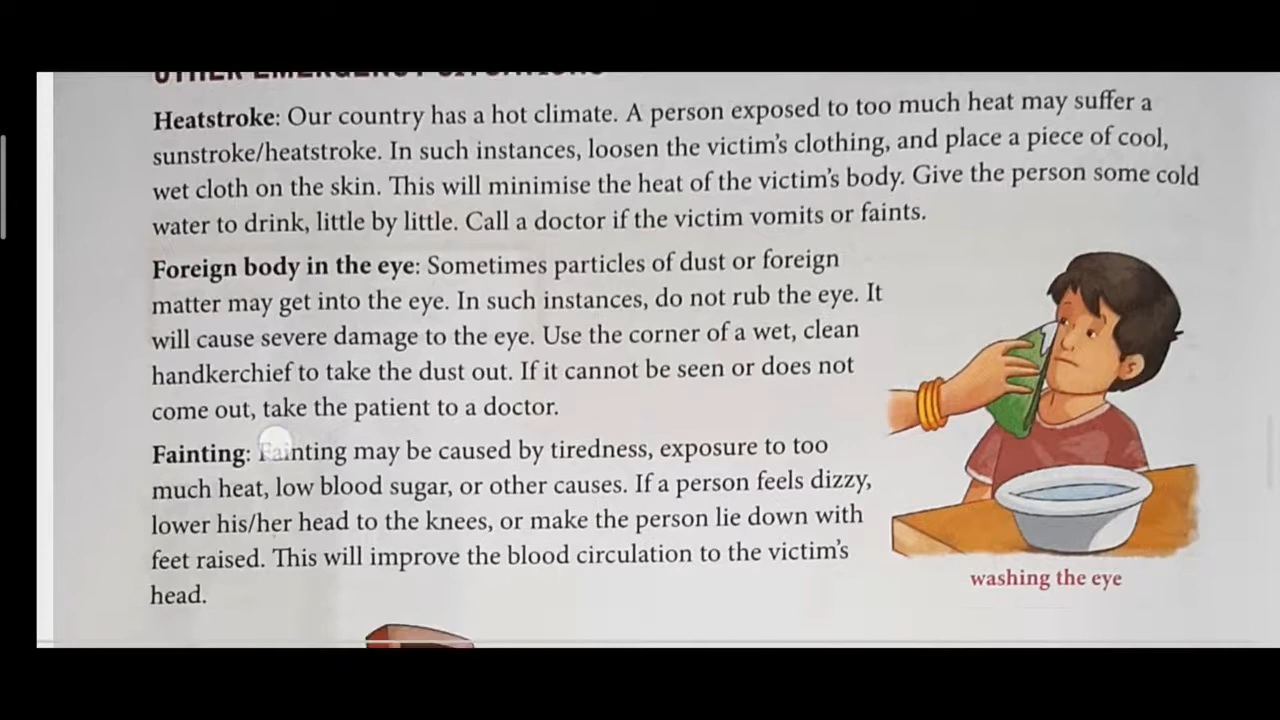 OTHER EMERGENCY SITUATIONS
Heatstroke: Our country has a hot climate. A person exposed to too much heat may suffer a
sunstroke/heatstroke. In such instances, loosen the victim's clothing, and place a piece of cool,
wet cloth on the skin. This will minimise the heat of the victim's body. Give the person some cold
water to drink, little by little. Call a doctor if the victim vomits or faints.
Foreign body in the eye: Sometimes particles of dust or foreign
matter may get into the eye. In such instances, do not rub the eye. It
will cause severe damage to the eye. Use the corner of a wet, clean
handkerchief to take the dust out. If it cannot be seen or does not
come out, take the patient to a doctor.
Fainting: Fainting may be caused by tiredness, exposure to too
much heat, low blood sugar, or other causes. If a person feels dizzy,
lower his/her head to the knees, or make the person lie down with
feet raised. This will improve the blood circulation to the victim's
head.
washing the eye